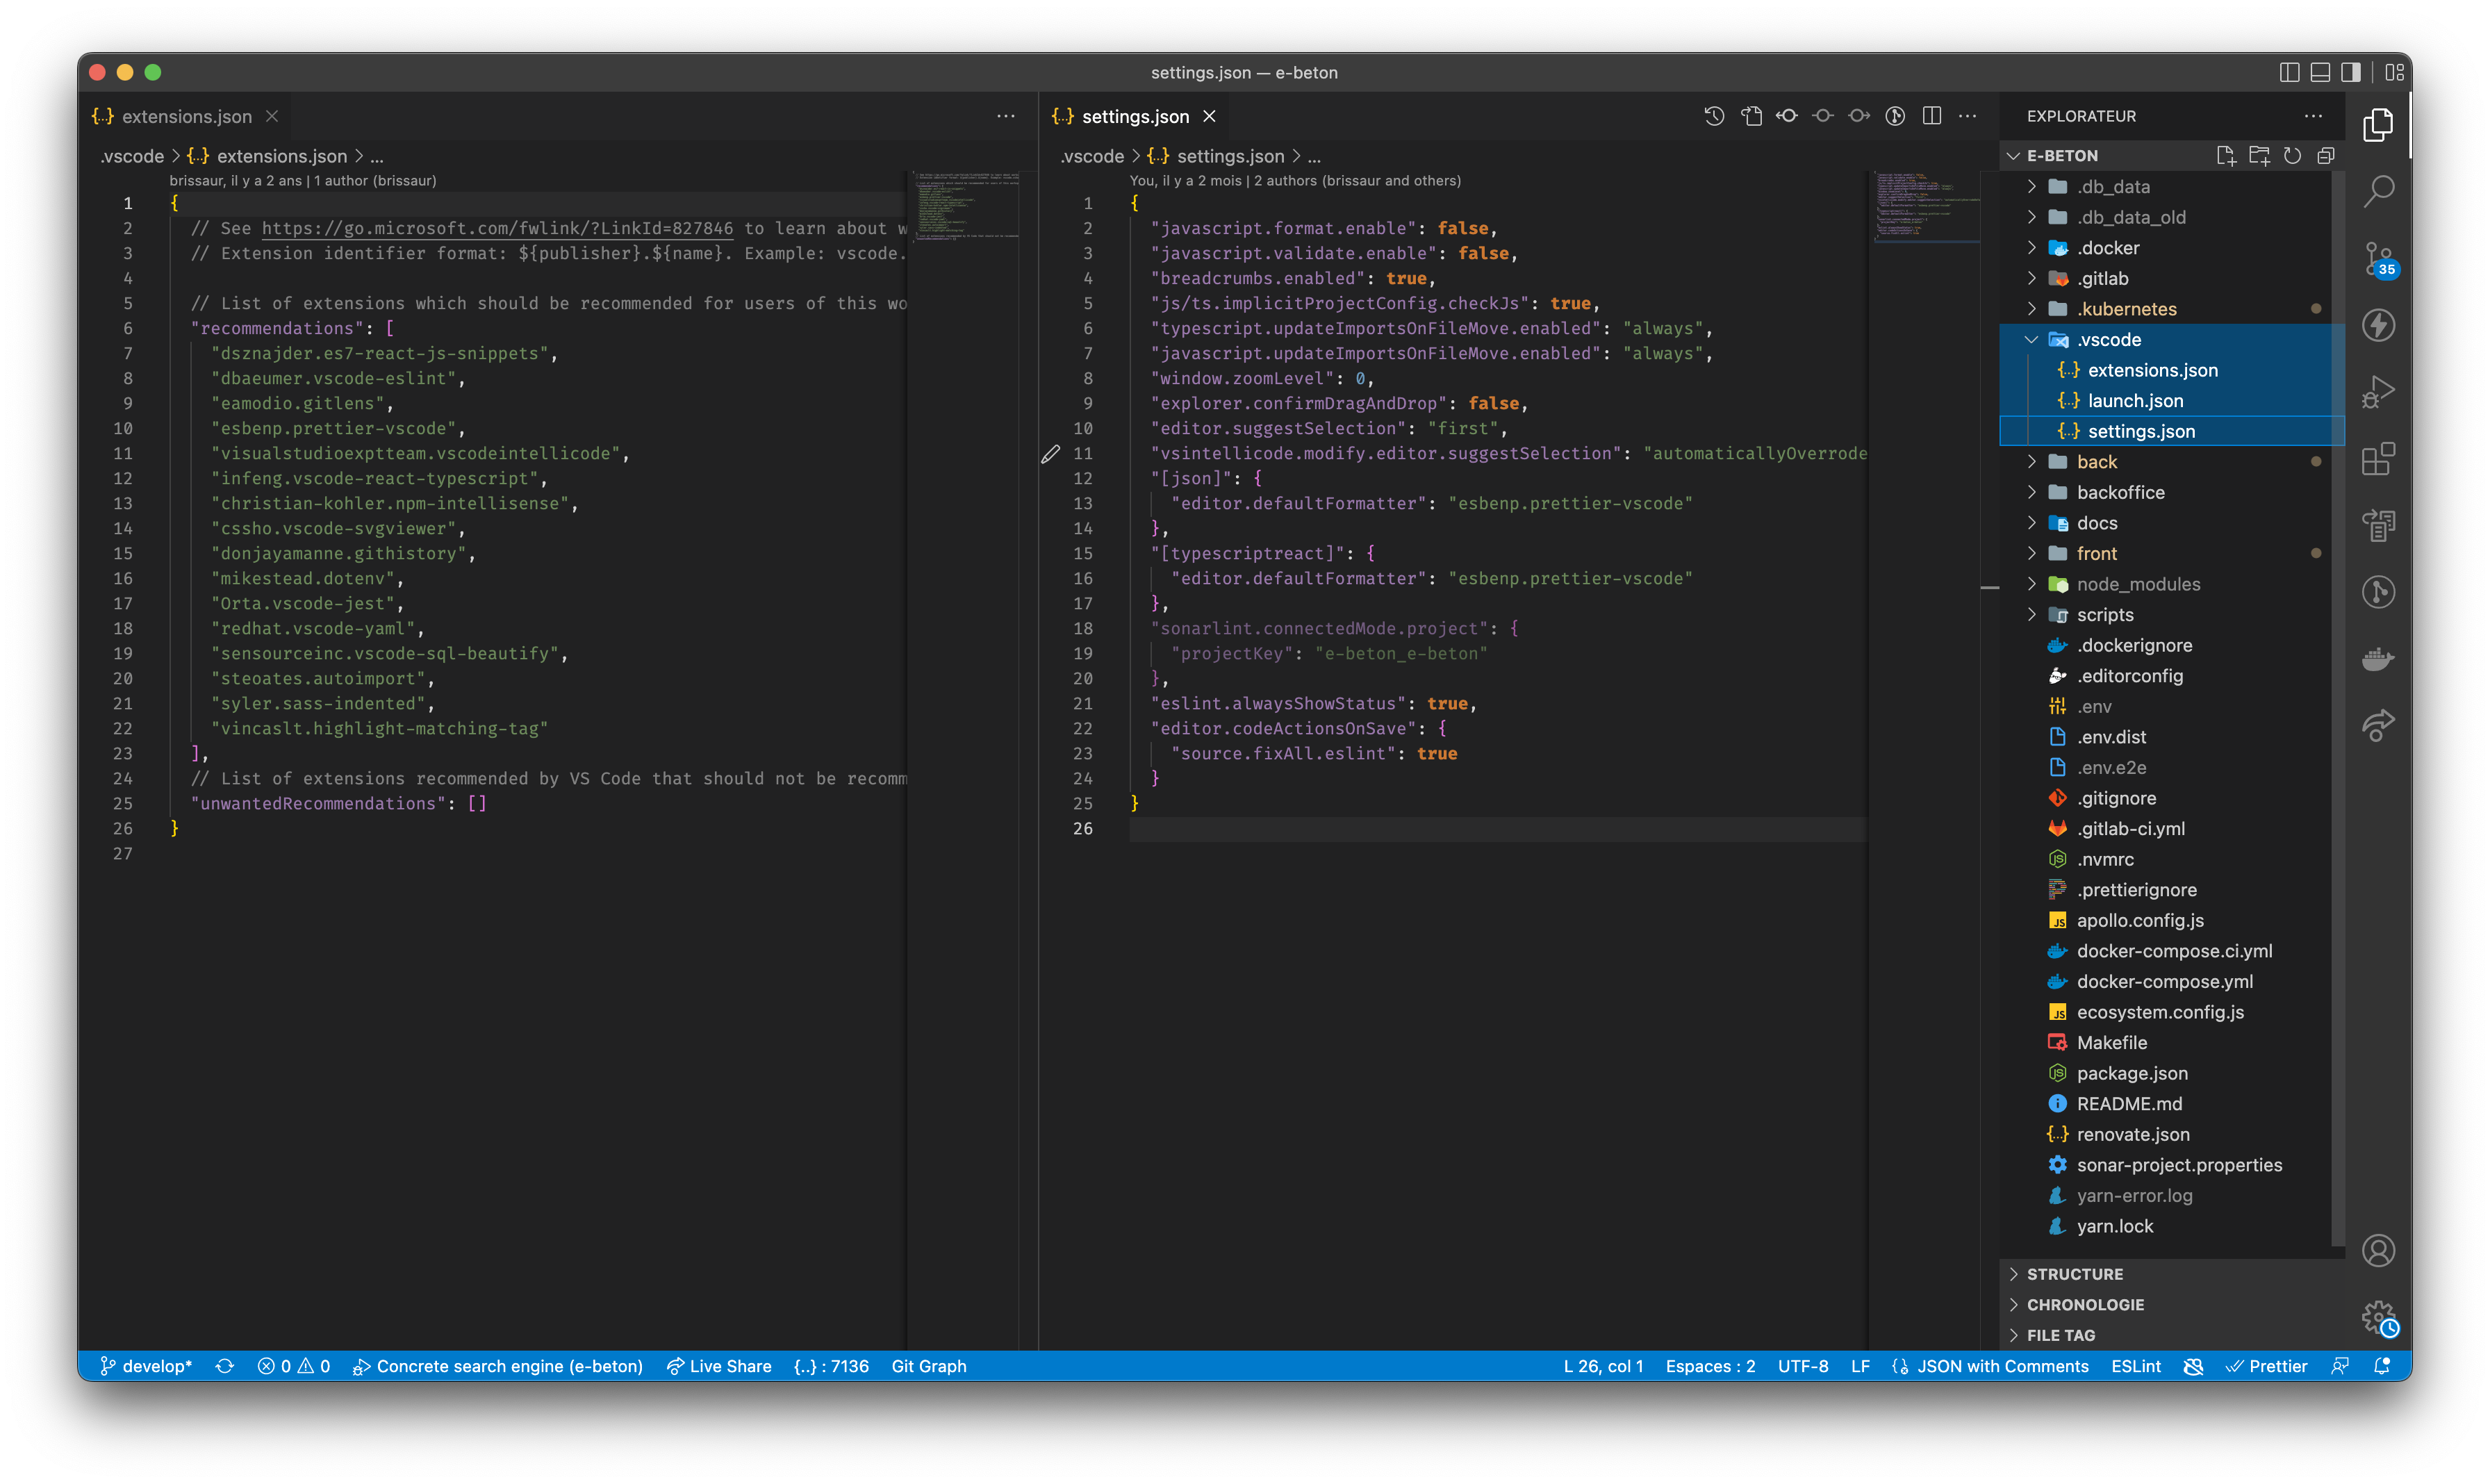 settings.json — e-beton
extensions.json
.vscode > extensions.json > ...
brissaur, il y a 2 ans | 1 author (brissaur)
1 {
2 // See https://go.microsoft.com/fwlink/?LinkId=827846 to learn about w
3 // Extension identifier format: ${publisher}.${name}. Example: vscode.
4
5 // List of extensions which should be recommended for users of this wo
6 "recommendations": [
7 "dsznajder.es7-react-js-snippets",
8 "dbaeumer.vscode-eslint",
9 "eamodio.gitlens",
10 "esbenp.prettier-vscode",
11 "visualstudioexptteam.vscodeintellicode",
12 "infeng.vscode-react-typescript",
13 "christian-kohler.npm-intellisense",
14 "cssho.vscode-svgviewer",
15 "donjayamanne.githistory",
16 "mikestead.dotenv",
17 "Orta.vscode-jest",
18 "redhat.vscode-yaml",
19 "sensourceinc.vscode-sql-beautify",
20 "steoates.autoimport",
21 "syler.sass-indented",
22 "vincaslt.highlight-matching-tag"
23 ],
24 // List of extensions recommended by VS Code that should not be recomm
25 "unwantedRecommendations": []
26 }
27
settings.json
.vscode > settings.json > ...
You, il y a 2 mois | 2 authors (brissaur and others)
1 {
2 "javascript.format.enable": false,
3 "javascript.validate.enable": false,
4 "breadcrumbs.enabled": true,
5 "js/ts.implicitProjectConfig.checkJs": true,
6 "typescript.updateImportsOnFileMove.enabled": "always",
7 "javascript.updateImportsOnFileMove.enabled": "always",
8 "window.zoomLevel": 0,
9 "explorer.confirmDragAndDrop": false,
10 "editor.suggestSelection": "first",
11 "vsintellicode.modify.editor.suggestSelection": "automaticallyOverrode
12 "[json]": {
13 "editor.defaultFormatter": "esbenp.prettier-vscode"
14 },
15 "[typescriptreact]": {
16 "editor.defaultFormatter": "esbenp.prettier-vscode"
17 },
18 "sonarlint.connectedMode.project": {
19 "projectKey": "e-beton_e-beton"
20 },
21 "eslint.alwaysShowStatus": true,
22 "editor.codeActionsOnSave": {
23 "source.fixAll.eslint": true
24 }
25 }
26
EXPLORATEUR
E-BETON
.db_data
.db_data_old
.docker
.gitlab
.kubernetes
.vscode
extensions.json
launch.json
settings.json
back
backoffice
docs
front
node_modules
scripts
.dockerignore
.editorconfig
.env
.env.dist
.env.e2e
.gitignore
.gitlab-ci.yml
.nvmrc
.prettierignore
apollo.config.js
docker-compose.ci.yml
docker-compose.yml
ecosystem.config.js
Makefile
package.json
README.md
renovate.json
sonar-project.properties
yarn-error.log
yarn.lock
STRUCTURE
CHRONOLOGIE
FILE TAG
35
develop* 0 0 Concrete search engine (e-beton) Live Share {..} : 7136 Git Graph
L 26, col 1 Espaces : 2 UTF-8 LF JSON with Comments ESLint Prettier